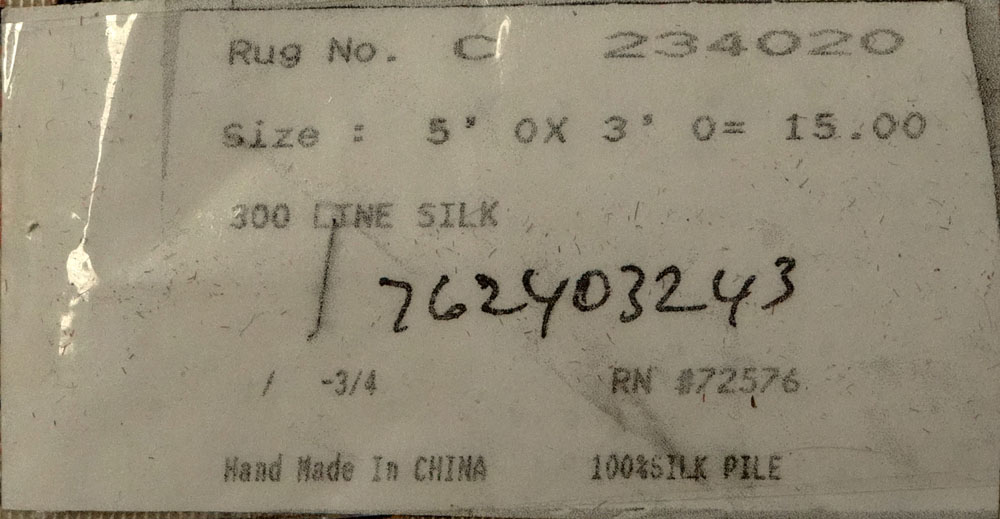 Rug No. C 234020
Size : 5' 0X 3' 0= 15.00
300 LINE SILK
762403243
/ -3/4 RN #72576
Hand Made In CHINA 100%SILK PILE